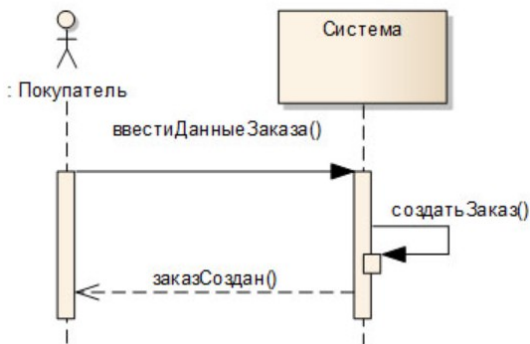 Система
: Покупатель
ввестиДанныеЗаказа()
создатьЗаказ()
заказСоздан()